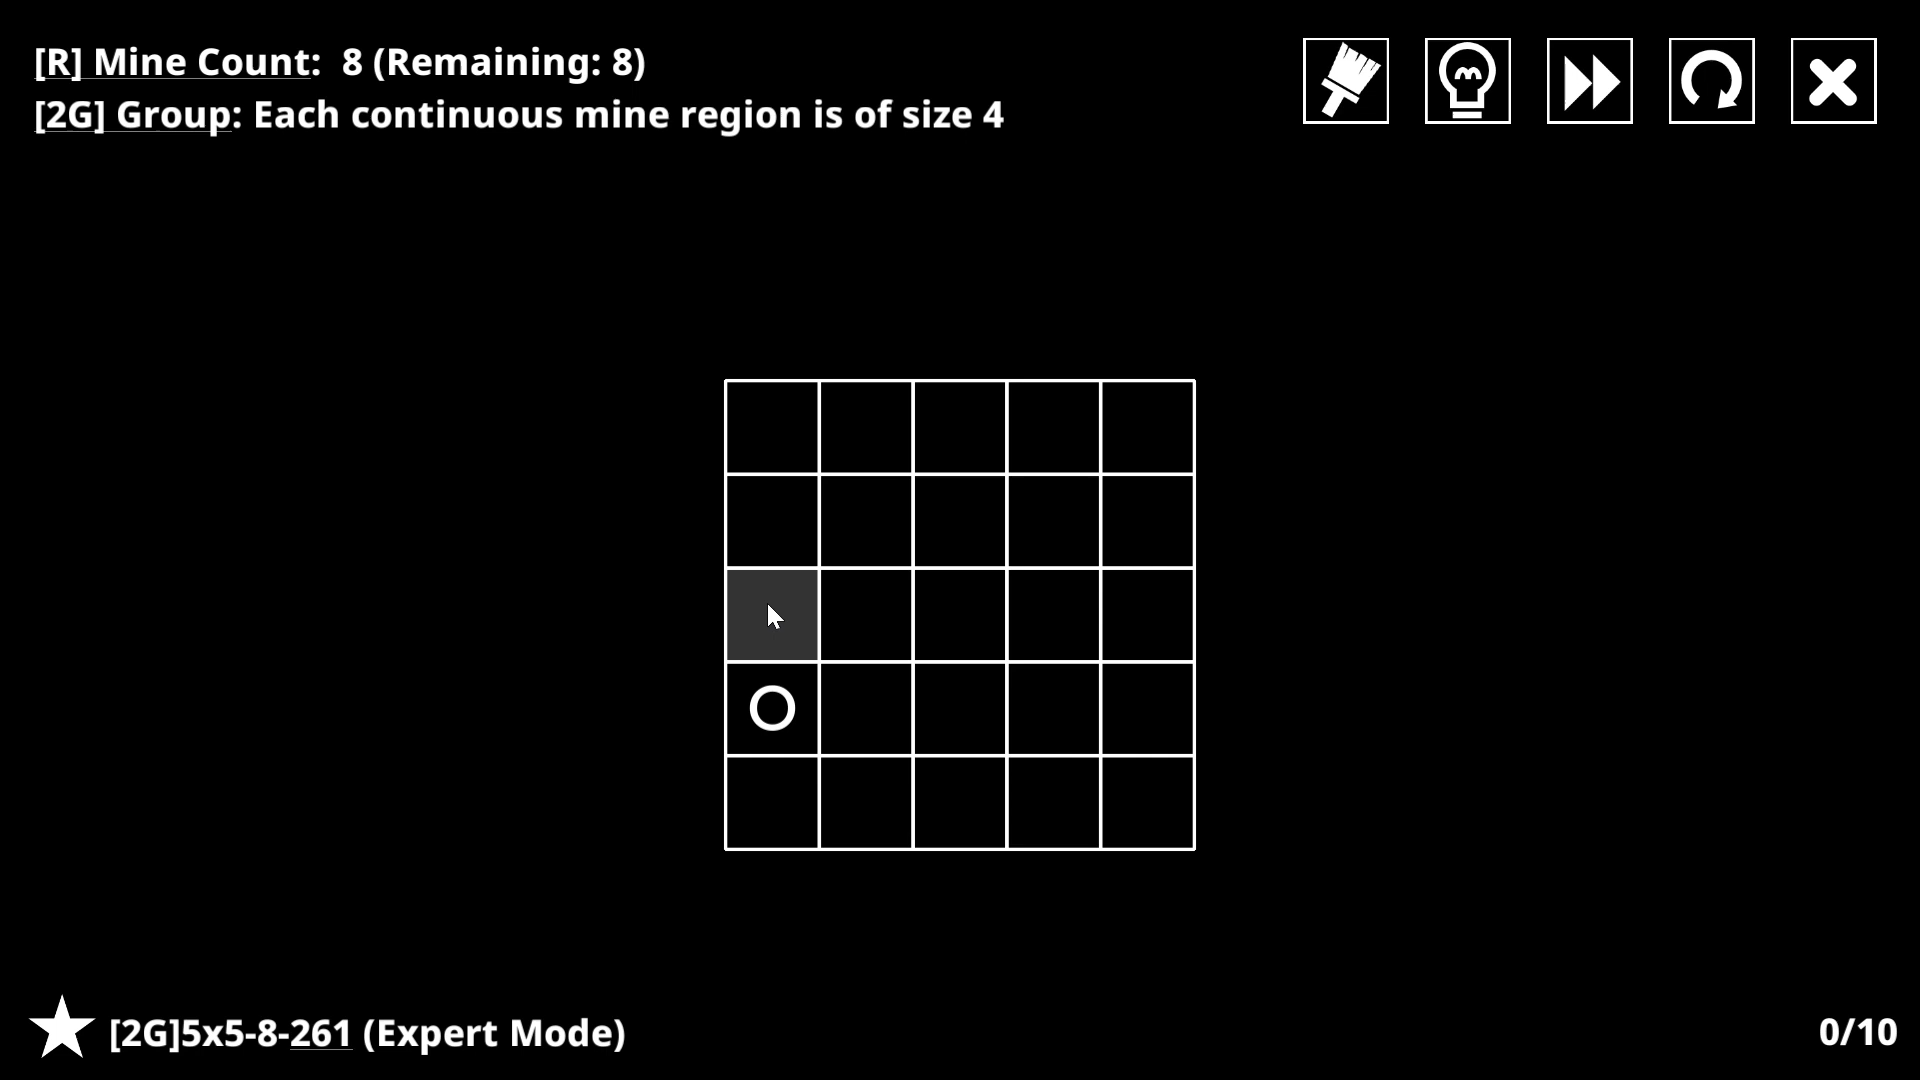 [R] Mine Count: 8 (Remaining: 8)
[2G] Group: Each continuous mine region is of size 4
[2G]5x5-8-261 (Expert Mode)
0/10